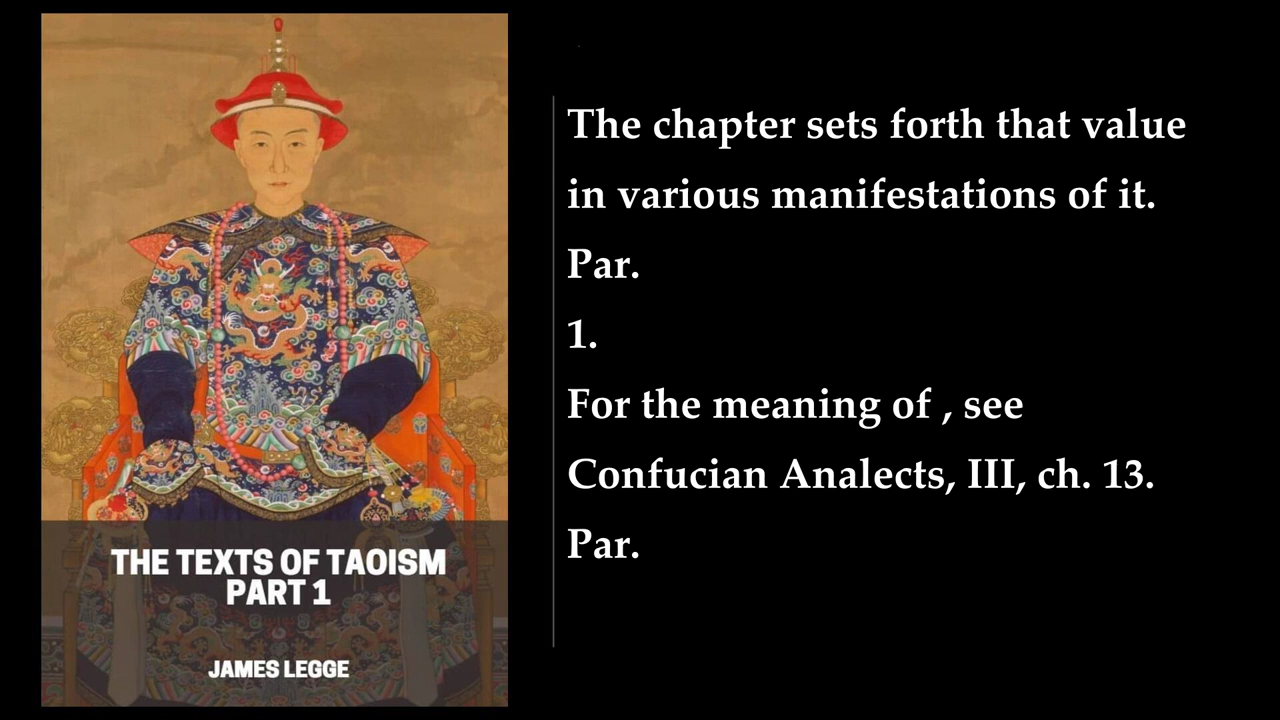 THE TEXTS OF TAOISM
PART 1
JAMES LEGGE
The chapter sets forth that value
in various manifestations of it.
Par.
1.
For the meaning of , see
Confucian Analects, III, ch. 13.
Par.